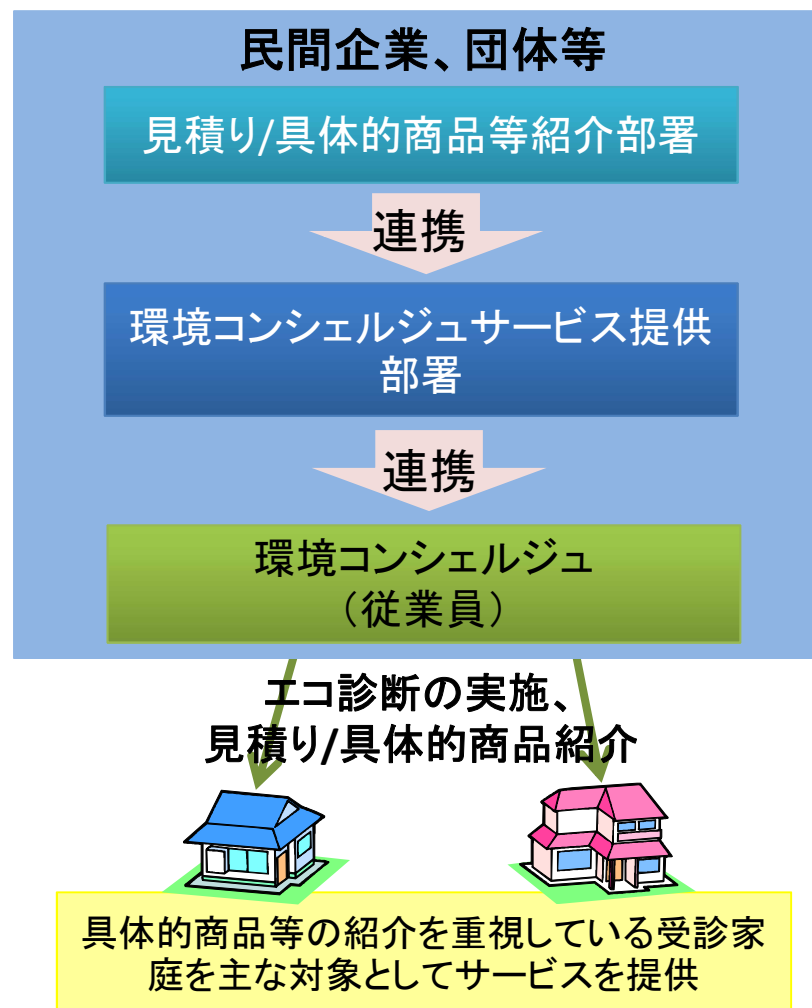 民間企業、団体等
見積り/具体的商品等紹介部署
連携
環境コンシェルジュサービス提供
部署
連携
環境コンシェルジュ
（従業員）
エコ診断の実施、
見積り/具体的商品紹介
具体的商品等の紹介を重視している受診家
庭を主な対象としてサービスを提供